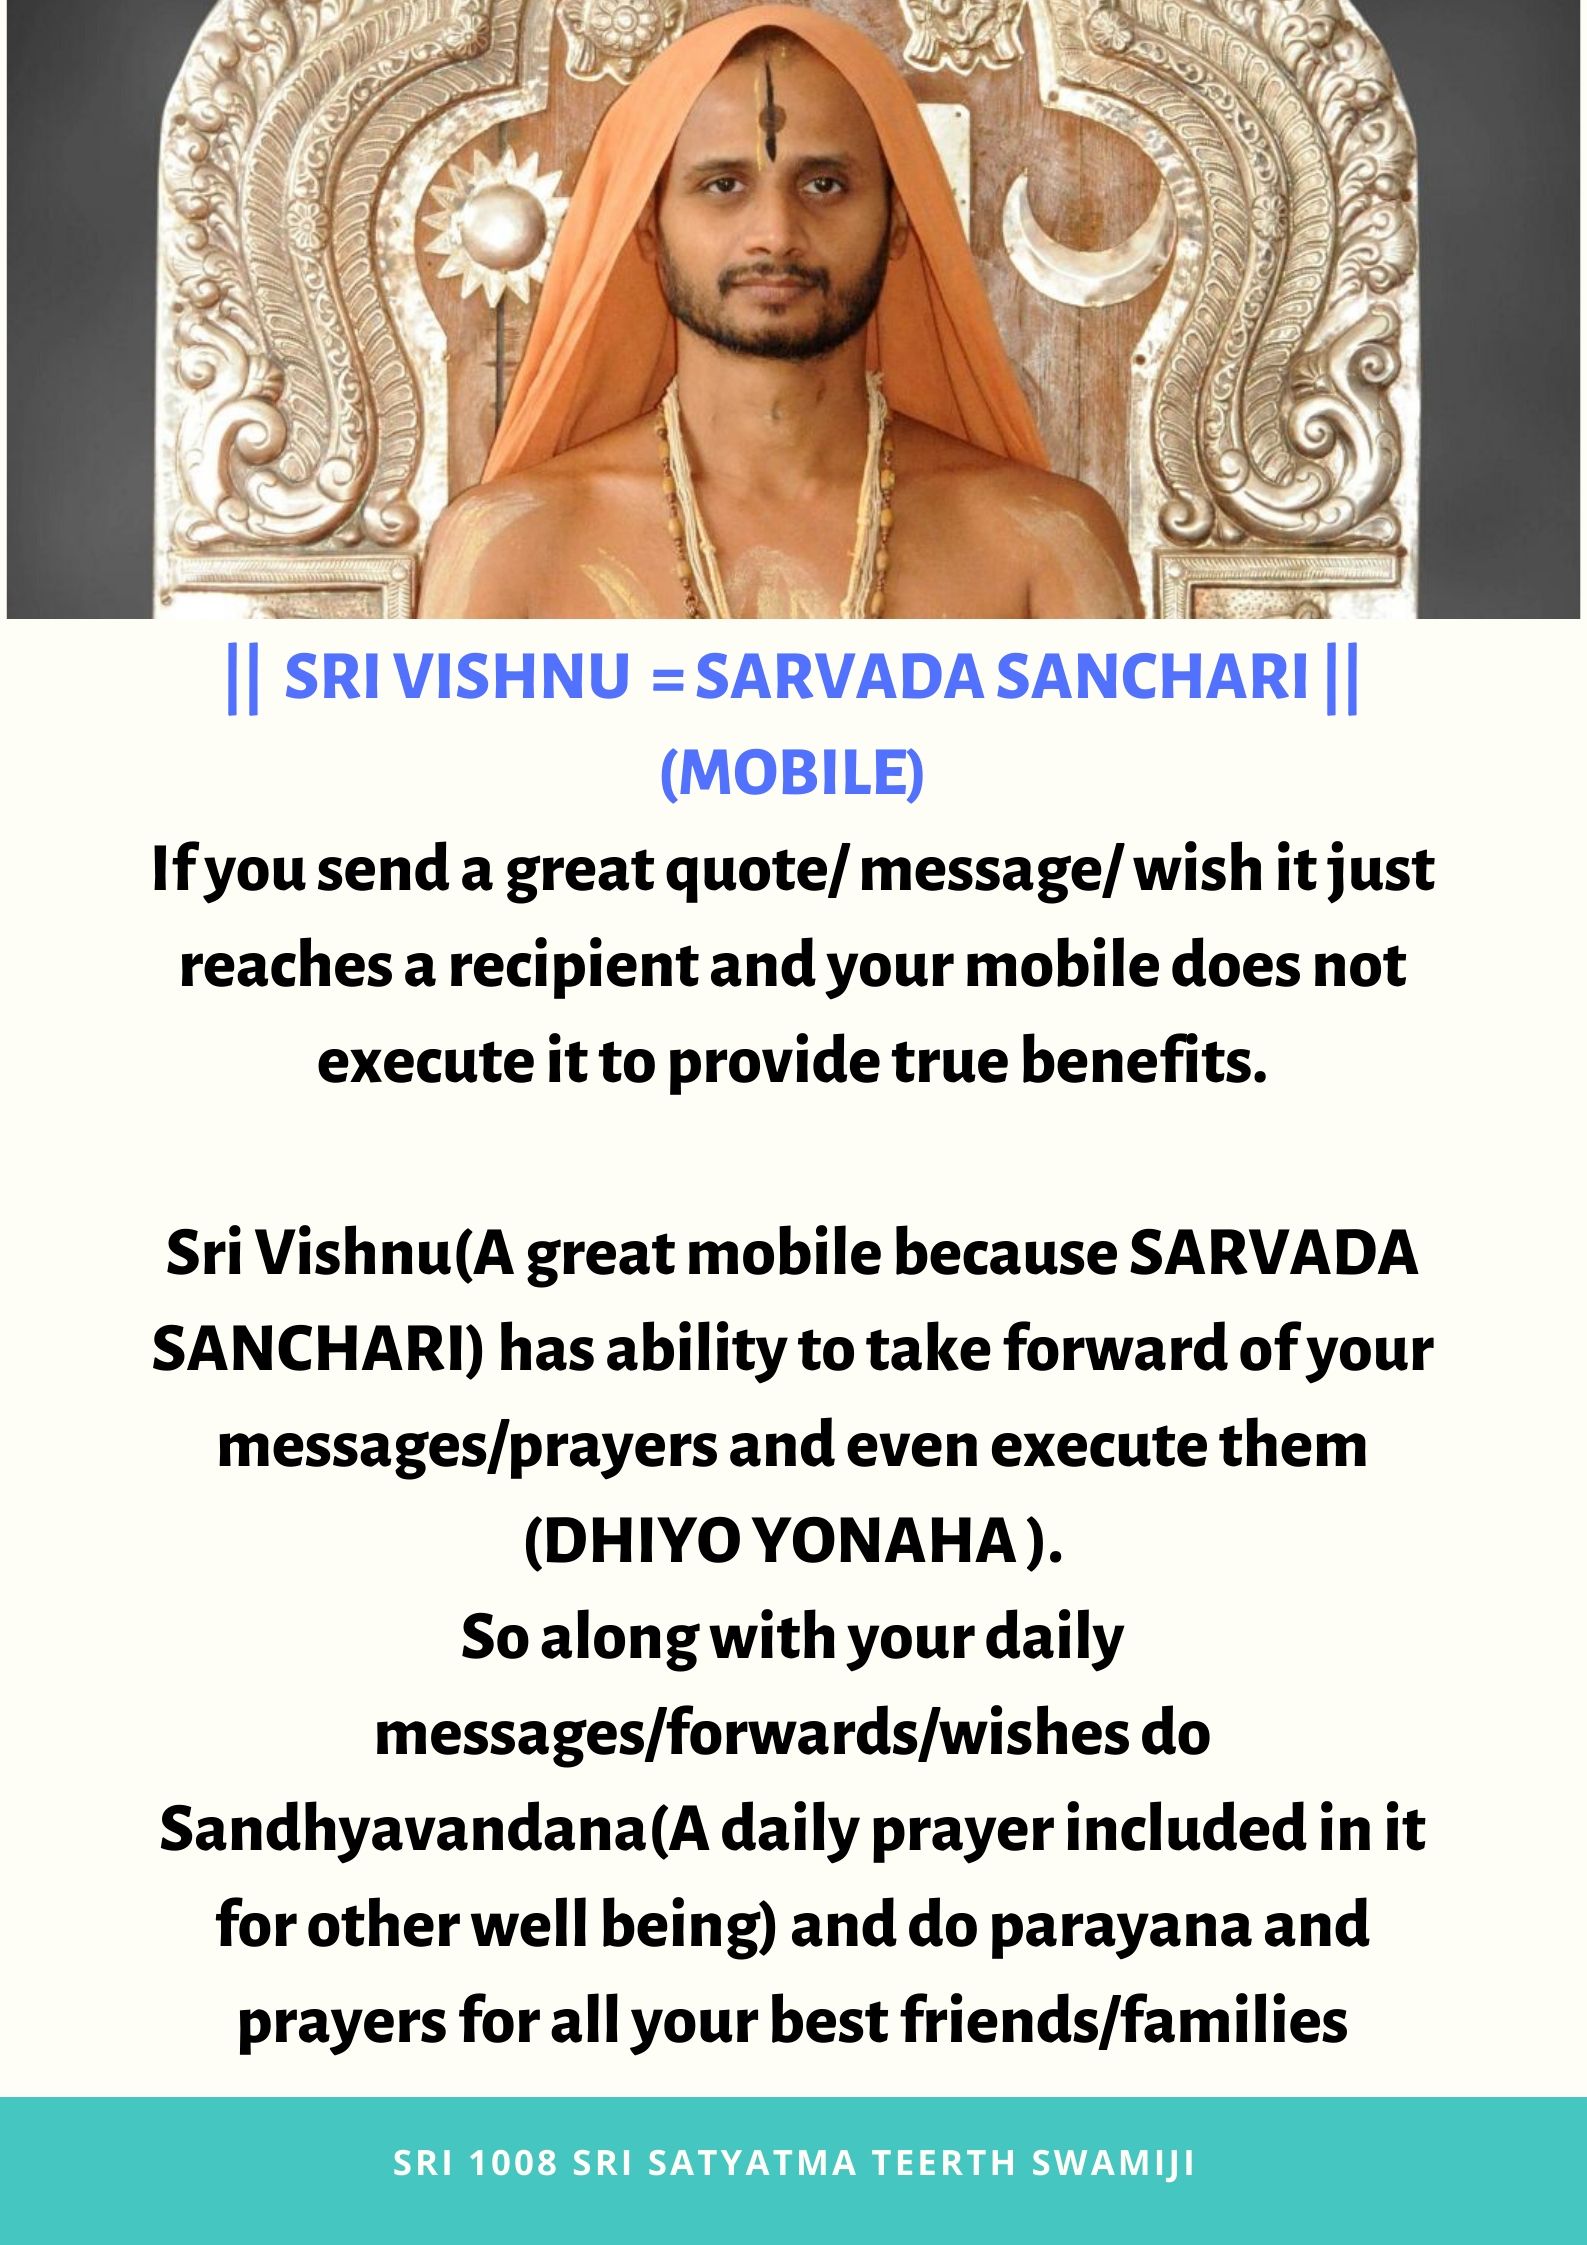 || SRI VISHNU = SARVADA SANCHARI ||
(MOBILE)
If you send a great quote/ message/ wish it just
reaches a recipient and your mobile does not
execute it to provide true benefits.
Sri Vishnu(A great mobile because SARVADA
SANCHARI) has ability to take forward of your
messages/prayers and even execute them
(DHIYO YONAHA ).
So along with your daily
messages/forwards/wishes do
Sandhyavandana(A daily prayer included in it
for other well being) and do parayana and
prayers for all your best friends/families
SRI 1008 SRI SATYATMA TEERTH SWAMIJI